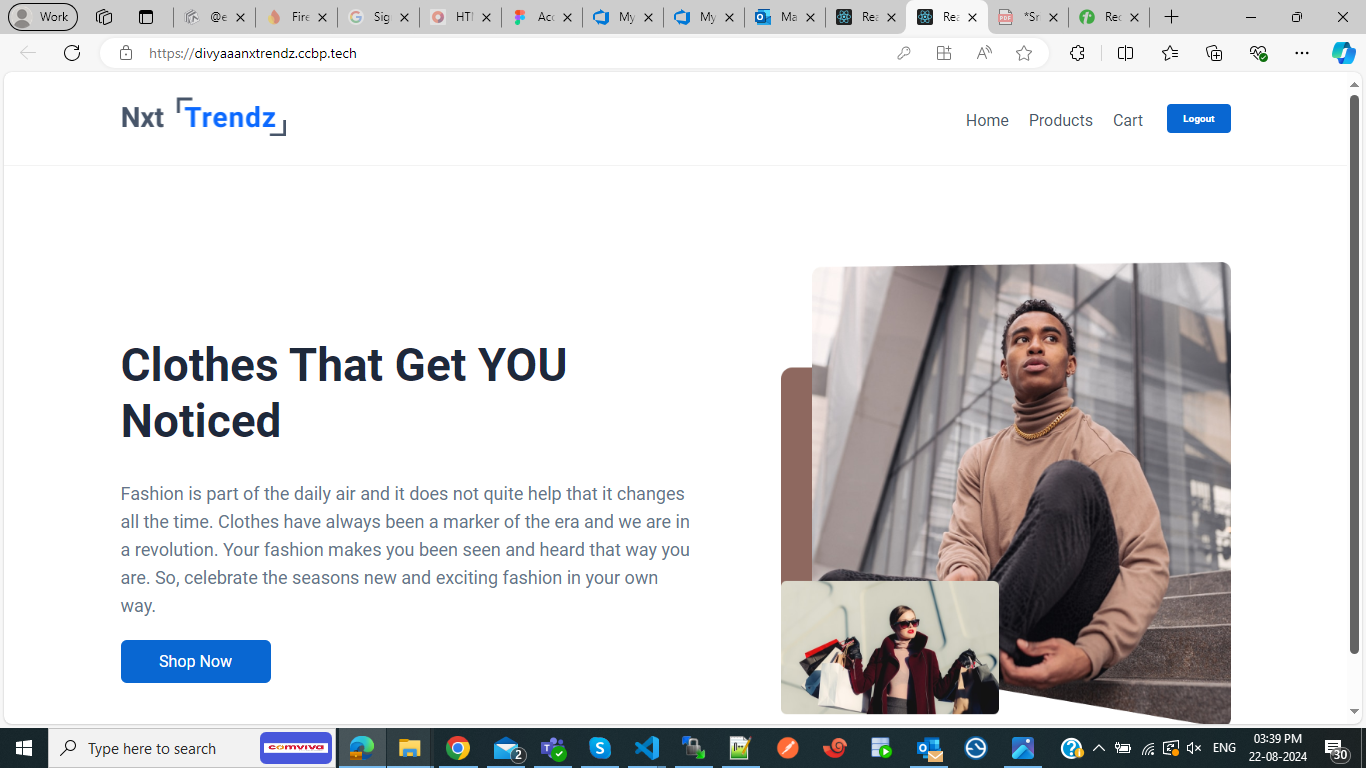 Work
@e
Fire
Sig
HTI
Acc
My
My
Ma
Rea
Rea
*Sr
Rec
https://divyaaanxtrendz.ccbp.tech
Nxt Trendz
Home Products Cart Logout
Clothes That Get YOU
Noticed
Fashion is part of the daily air and it does not quite help that it changes
all the time. Clothes have always been a marker of the era and we are in
a revolution. Your fashion makes you been seen and heard that way you
are. So, celebrate the seasons new and exciting fashion in your own
way.
Shop Now
Type here to search
comviva
2
ENG
03:39 PM
22-08-2024
30